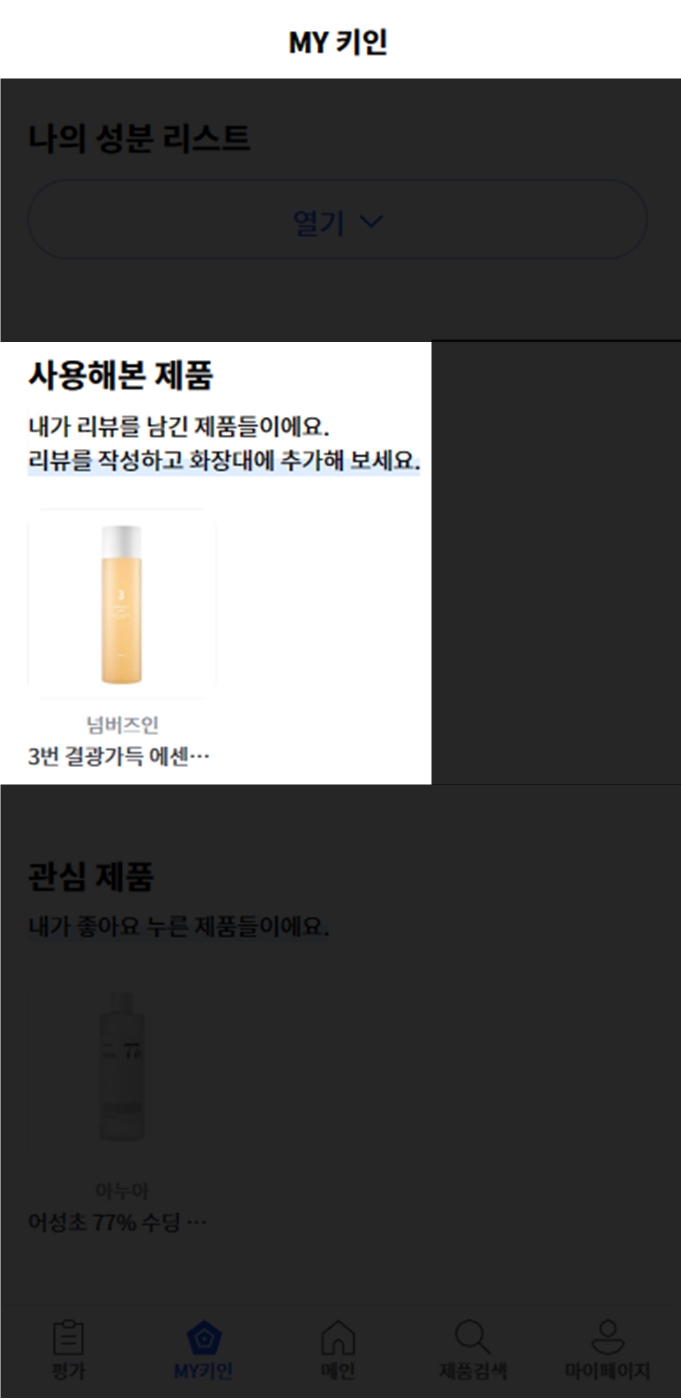 MY 키인
나의 성분 리스트
열기
사용해본 제품
내가 리뷰를 남긴 제품들이에요.
리뷰를 작성하고 화장대에 추가해 보세요.
3
넘버즈인
3번 결광가득 에센…
관심 제품
내가 좋아요 누른 제품들이에요.
77
아누아
어성초 77% 수딩 …
평가
MY키인
메인
제품검색
마이페이지